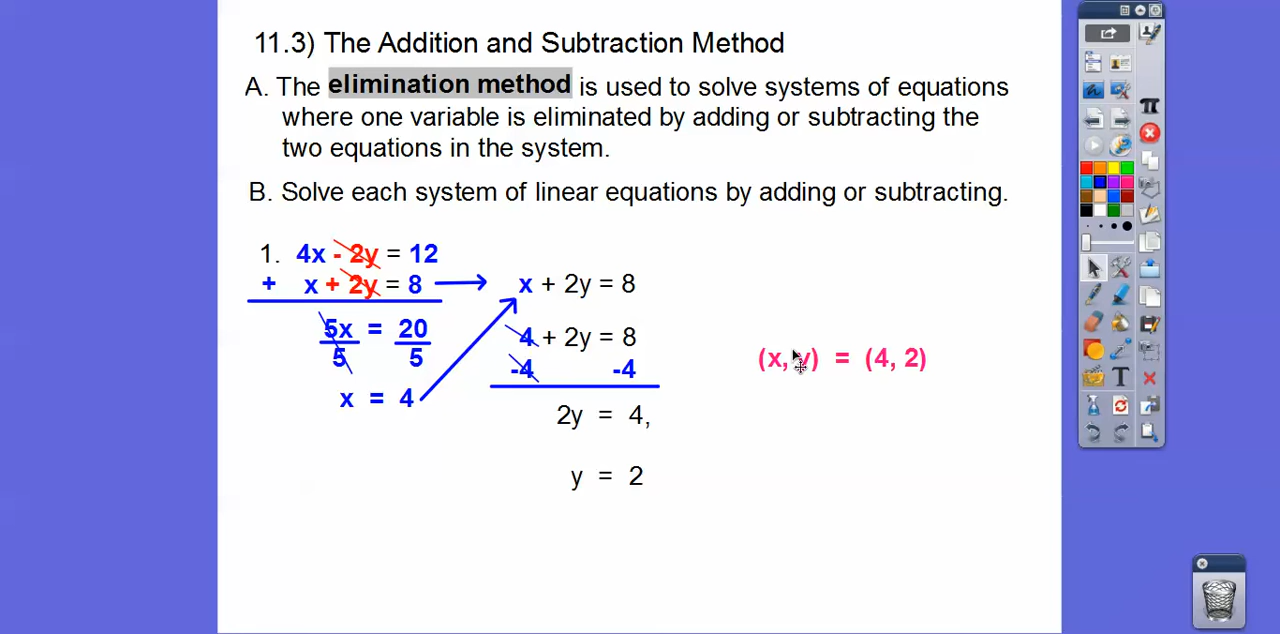 11.3) The Addition and Subtraction Method
A. The elimination method is used to solve systems of equations
where one variable is eliminated by adding or subtracting the
two equations in the system.
B. Solve each system of linear equations by adding or subtracting.
1. 4x - 2y = 12
+ x + 2y = 8
5x = 20
5 5
x = 4
x + 2y = 8
4 + 2y = 8
-4 -4
2y = 4,
y = 2
(x, y) = (4, 2)
π
T